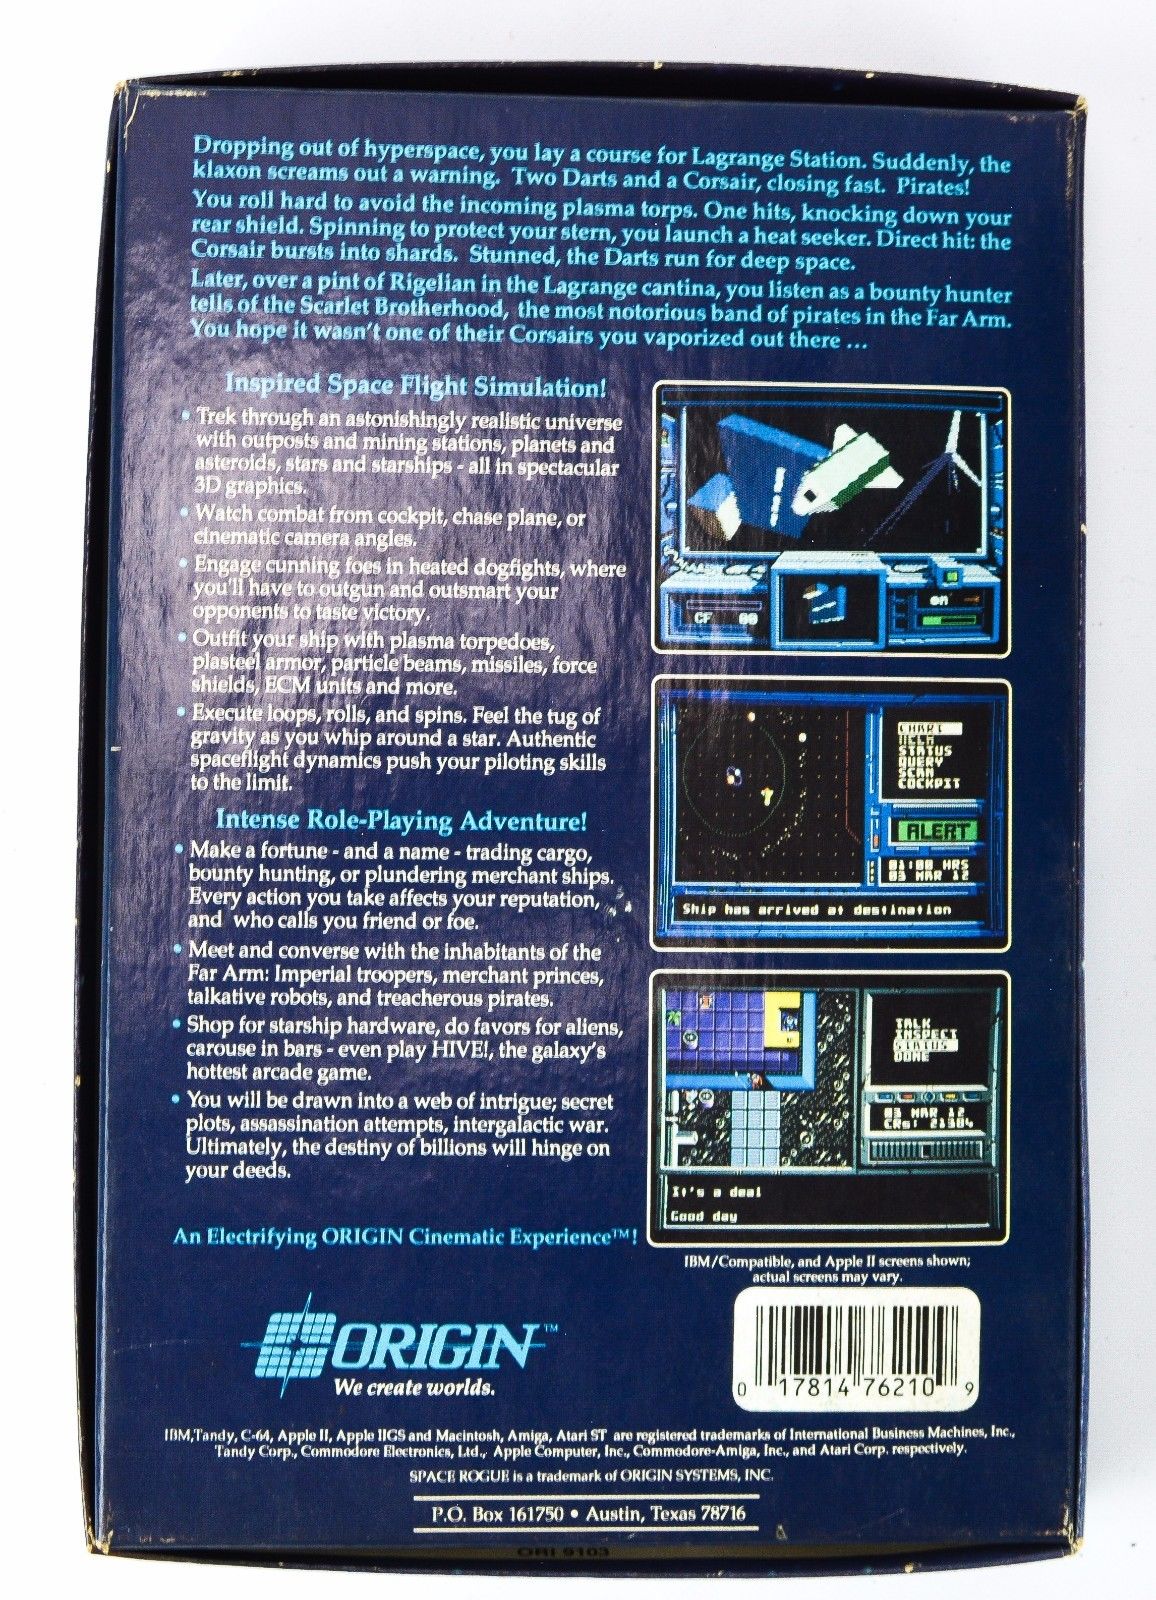 Dropping out of hyperspace, you lay a course for Lagrange Station. Suddenly, the
klaxon screams out a warning. Two Darts and a Corsair, closing fast. Pirates!
You roll hard to avoid the incoming plasma torps. One hits, knocking down your
rear shield. Spinning to protect your stern, you launch a heat seeker. Direct hit: the
Corsair bursts into shards. Stunned, the Darts run for deep space.
Later, over a pint of Rigelian in the Lagrange cantina, you listen as a bounty hunter
tells of the Scarlet Brotherhood, the most notorious band of pirates in the Far Arm.
You hope it wasn't one of their Corsairs you vaporized out there ...
Inspired Space Flight Simulation!
• Trek through an astonishingly realistic universe
with outposts and mining stations, planets and
asteroids, stars and starships - all in spectacular
3D graphics.
• Watch combat from cockpit, chase plane, or
cinematic camera angles.
• Engage cunning foes in heated dogfights, where
you'll have to outgun and outsmart your
opponents to taste victory.
• Outfit your ship with plasma torpedoes,
plasteel armor, particle beams, missiles, force
shields, ECM units and more.
• Execute loops, rolls, and spins. Feel the tug of
gravity as you whip around a star. Authentic
spaceflight dynamics push your piloting skills
to the limit.
Intense Role-Playing Adventure!
• Make a fortune - and a name - trading cargo,
bounty hunting, or plundering merchant ships.
Every action you take affects your reputation,
and who calls you friend or foe.
• Meet and converse with the inhabitants of the
Far Arm: Imperial troopers, merchant princes,
talkative robots, and treacherous pirates.
• Shop for starship hardware, do favors for aliens,
carouse in bars - even play HIVE!, the galaxy's
hottest arcade game.
• You will be drawn into a web of intrigue; secret
plots, assassination attempts, intergalactic war.
Ultimately, the destiny of billions will hinge on
your deeds.
An Electrifying ORIGIN Cinematic Experience™!
CF 00
ON
CHART
HELM
STATUS
QUERY
SCAN
COCKPIT
ALERT
01:00 HRS
03 MAR 12
Ship has arrived at destination
TALK
INSPECT
STATUS
DONE
03 MAR 12
CRs: 21384
It's a deal
Good day
IBM/Compatible, and Apple II screens shown;
actual screens may vary.
ORIGIN™
We create worlds.
0 17814 76210 9
IBM,Tandy, C-64, Apple II, Apple IIGS and Macintosh, Amiga, Atari ST are registered trademarks of International Business Machines, Inc.,
Tandy Corp., Commodore Electronics, Ltd., Apple Computer, Inc., Commodore-Amiga, Inc., and Atari Corp. respectively.
SPACE ROGUE is a trademark of ORIGIN SYSTEMS, INC.
P.O. Box 161750 • Austin, Texas 78716
ORI 9103